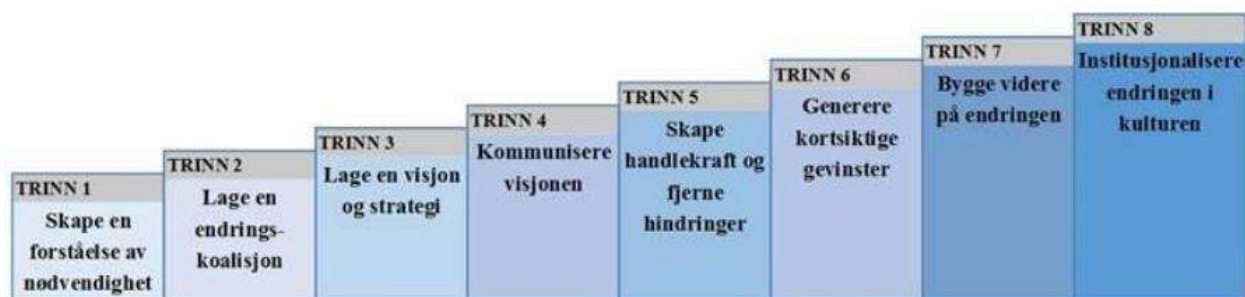 TRINN 1
Skape en
forståelse av
nødvendighet
TRINN 2
Lage en
endrings-
koalisjon
TRINN 3
Lage en visjon
og strategi
TRINN 4
Kommunisere
visjonen
TRINN 5
Skape
handlekraft og
fjerne
hindringer
TRINN 6
Generere
kortsiktige
gevinster
TRINN 7
Bygge videre
på endringen
TRINN 8
Institusjonalisere
endringen i
kulturen